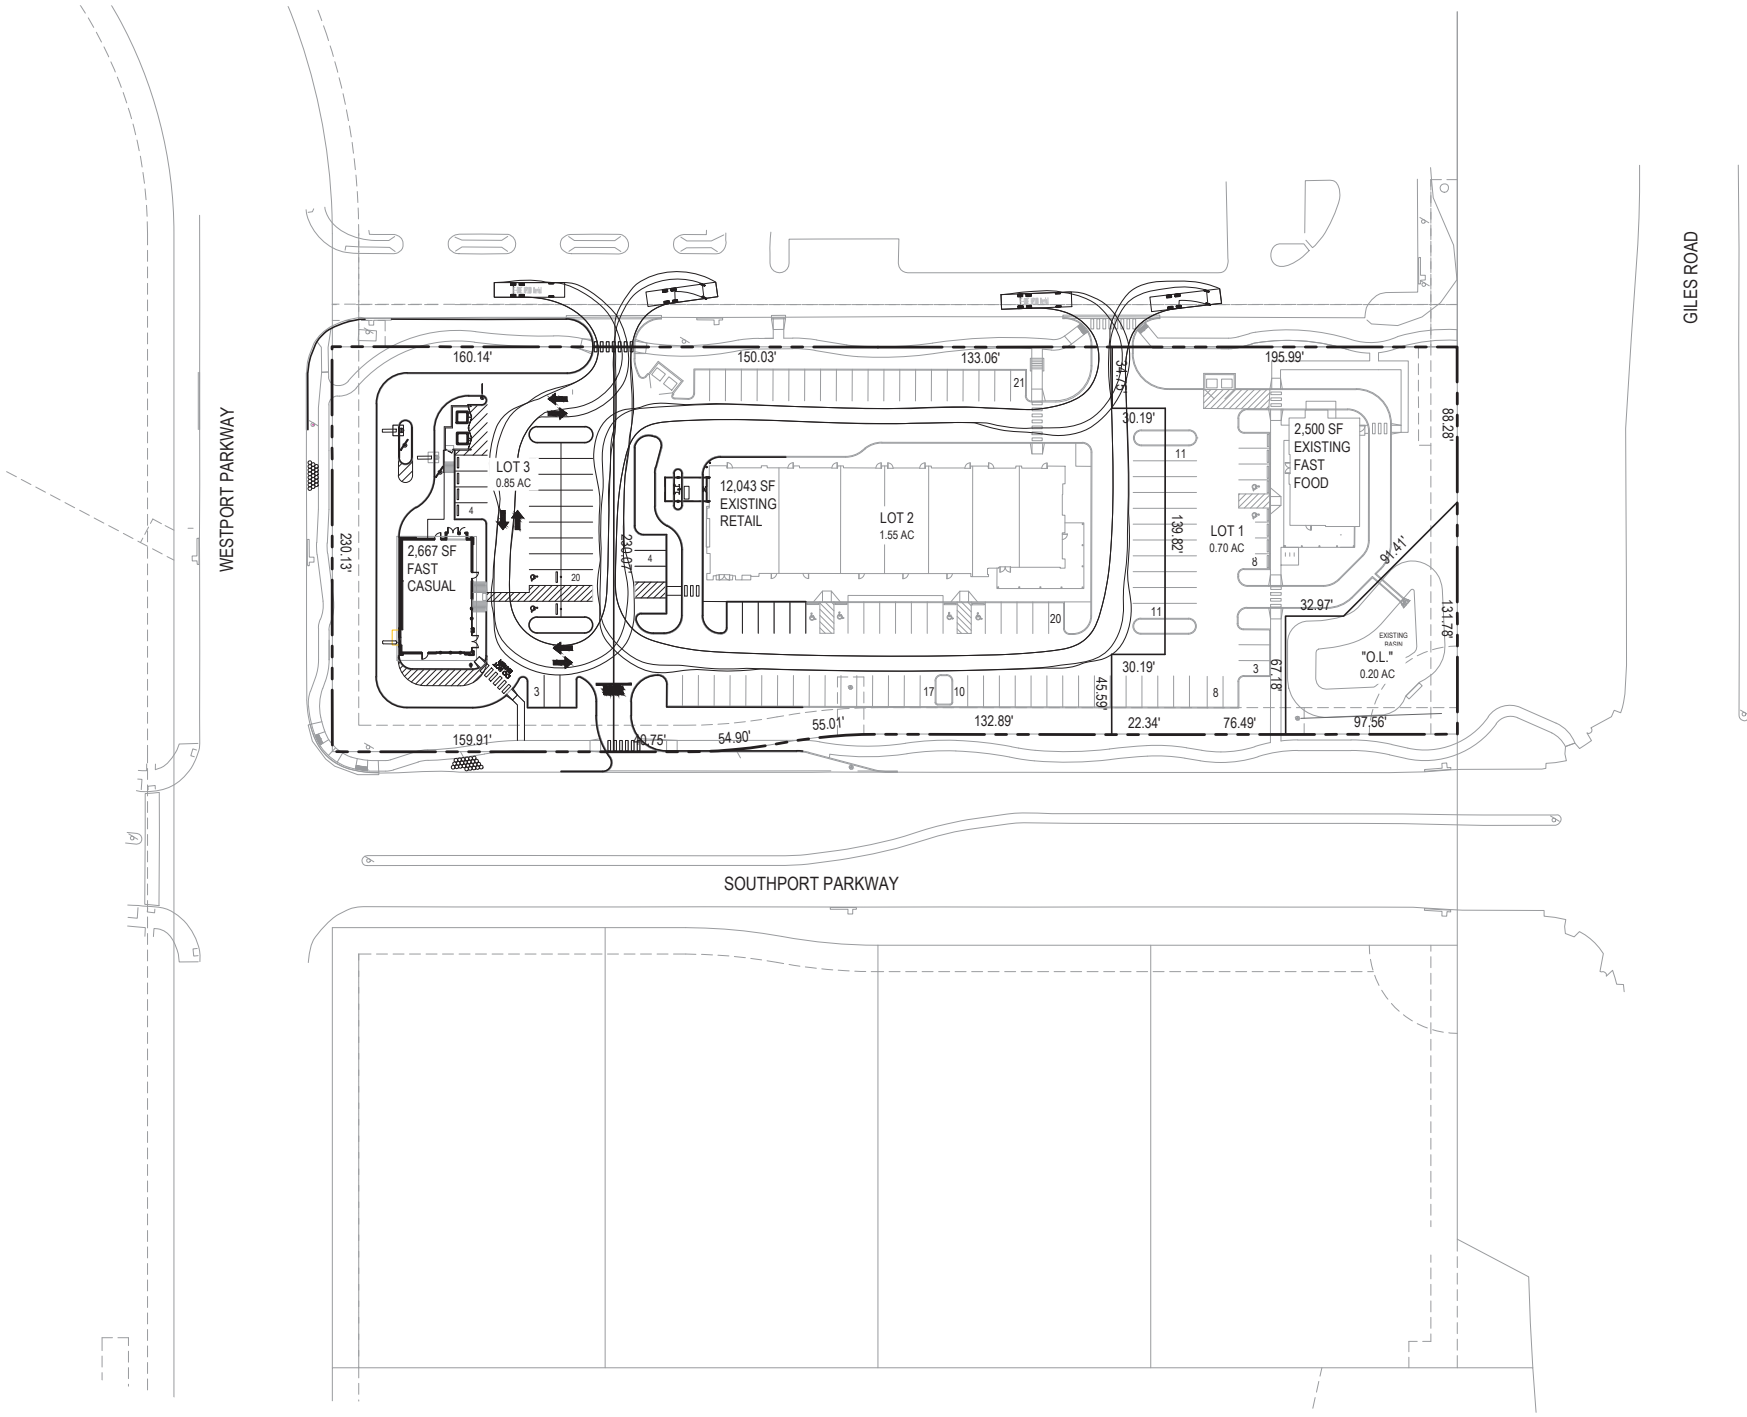 GILES ROAD
160.14'
150.03'
133.06'
195.99'
34.75'
21
30.19'
88.28'
WESTPORT PARKWAY
2,500 SF
EXISTING
FAST
FOOD
11
LOT 3
0.85 AC
12,043 SF
EXISTING
RETAIL
4
LOT 2
1.55 AC
139.82'
LOT 1
0.70 AC
230.13'
230.07'
2,667 SF
FAST
CASUAL
4
8
91.41'
20
11
32.97'
131.78'
20
EXISTING
BASIN
"O.L."
0.20 AC
30.19'
3
67.18'
3
17
10
45.59'
8
55.01'
132.89'
22.34'
76.49'
97.56'
159.91'
54.90'
SOUTHPORT PARKWAY